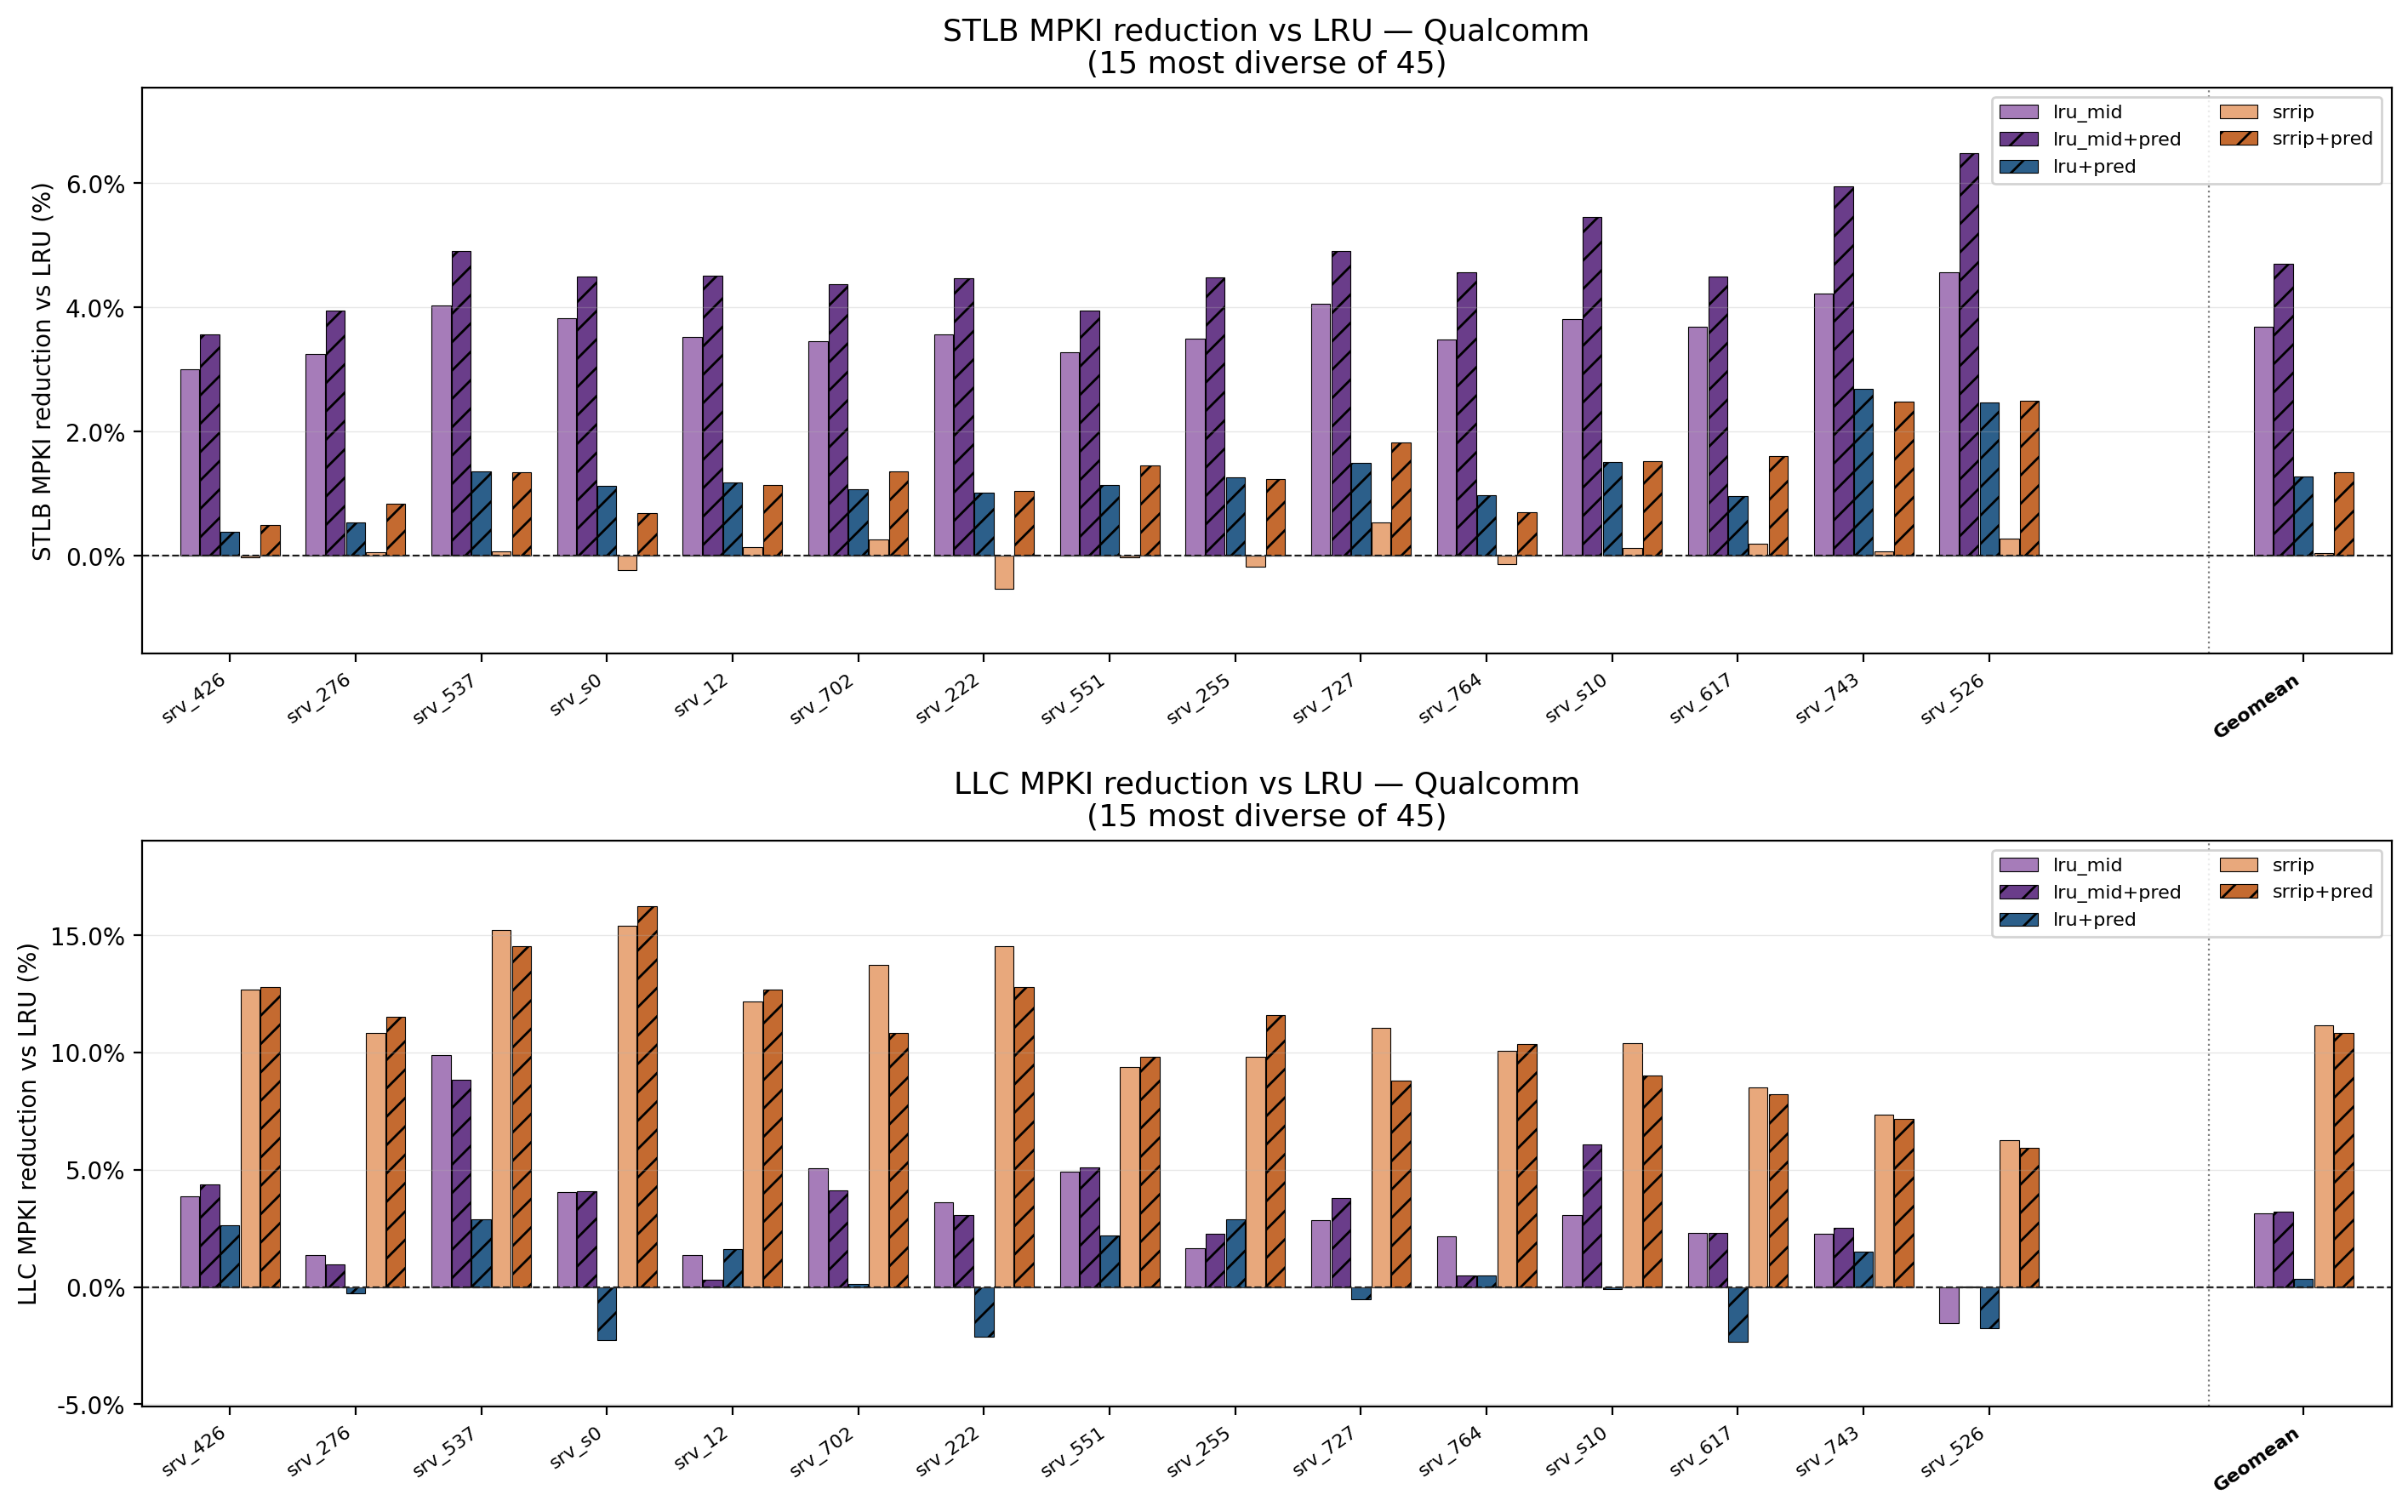 STLB MPKI reduction vs LRU — Qualcomm
(15 most diverse of 45)
STLB MPKI reduction vs LRU (%)
6.0%
4.0%
2.0%
0.0%
lru_mid
lru_mid+pred
lru+pred
srrip
srrip+pred
srv_426
srv_276
srv_537
srv_s0
srv_12
srv_702
srv_222
srv_551
srv_255
srv_727
srv_764
srv_s10
srv_617
srv_743
srv_526
Geomean
LLC MPKI reduction vs LRU — Qualcomm
(15 most diverse of 45)
LLC MPKI reduction vs LRU (%)
15.0%
10.0%
5.0%
0.0%
-5.0%
lru_mid
lru_mid+pred
lru+pred
srrip
srrip+pred
srv_426
srv_276
srv_537
srv_s0
srv_12
srv_702
srv_222
srv_551
srv_255
srv_727
srv_764
srv_s10
srv_617
srv_743
srv_526
Geomean